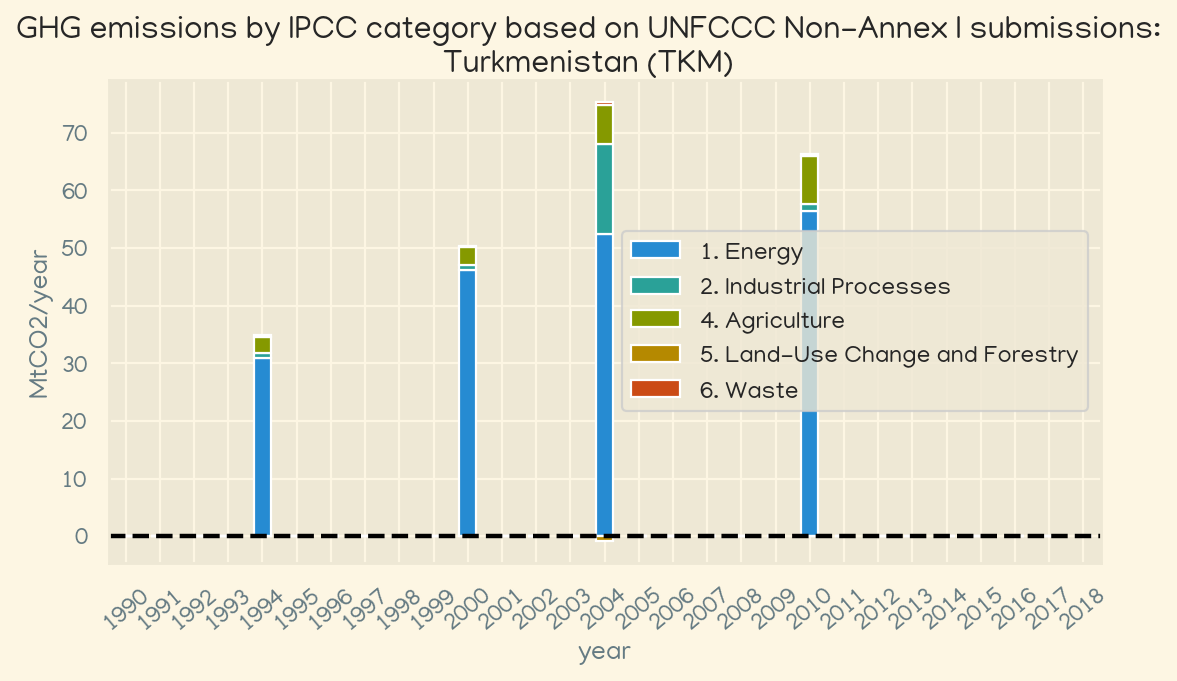 GHG emissions by IPCC category based on UNFCCC Non-Annex I submissions:
Turkmenistan (TKM)
70
60
50
40
30
20
10
0
MtCO2/year
1. Energy
2. Industrial Processes
4. Agriculture
5. Land-Use Change and Forestry
6. Waste
1990 1991 1992 1993 1994 1995 1996 1997 1998 1999 2000 2001 2002 2003 2004 2005 2006 2007 2008 2009 2010 2011 2012 2013 2014 2015 2016 2017 2018
year